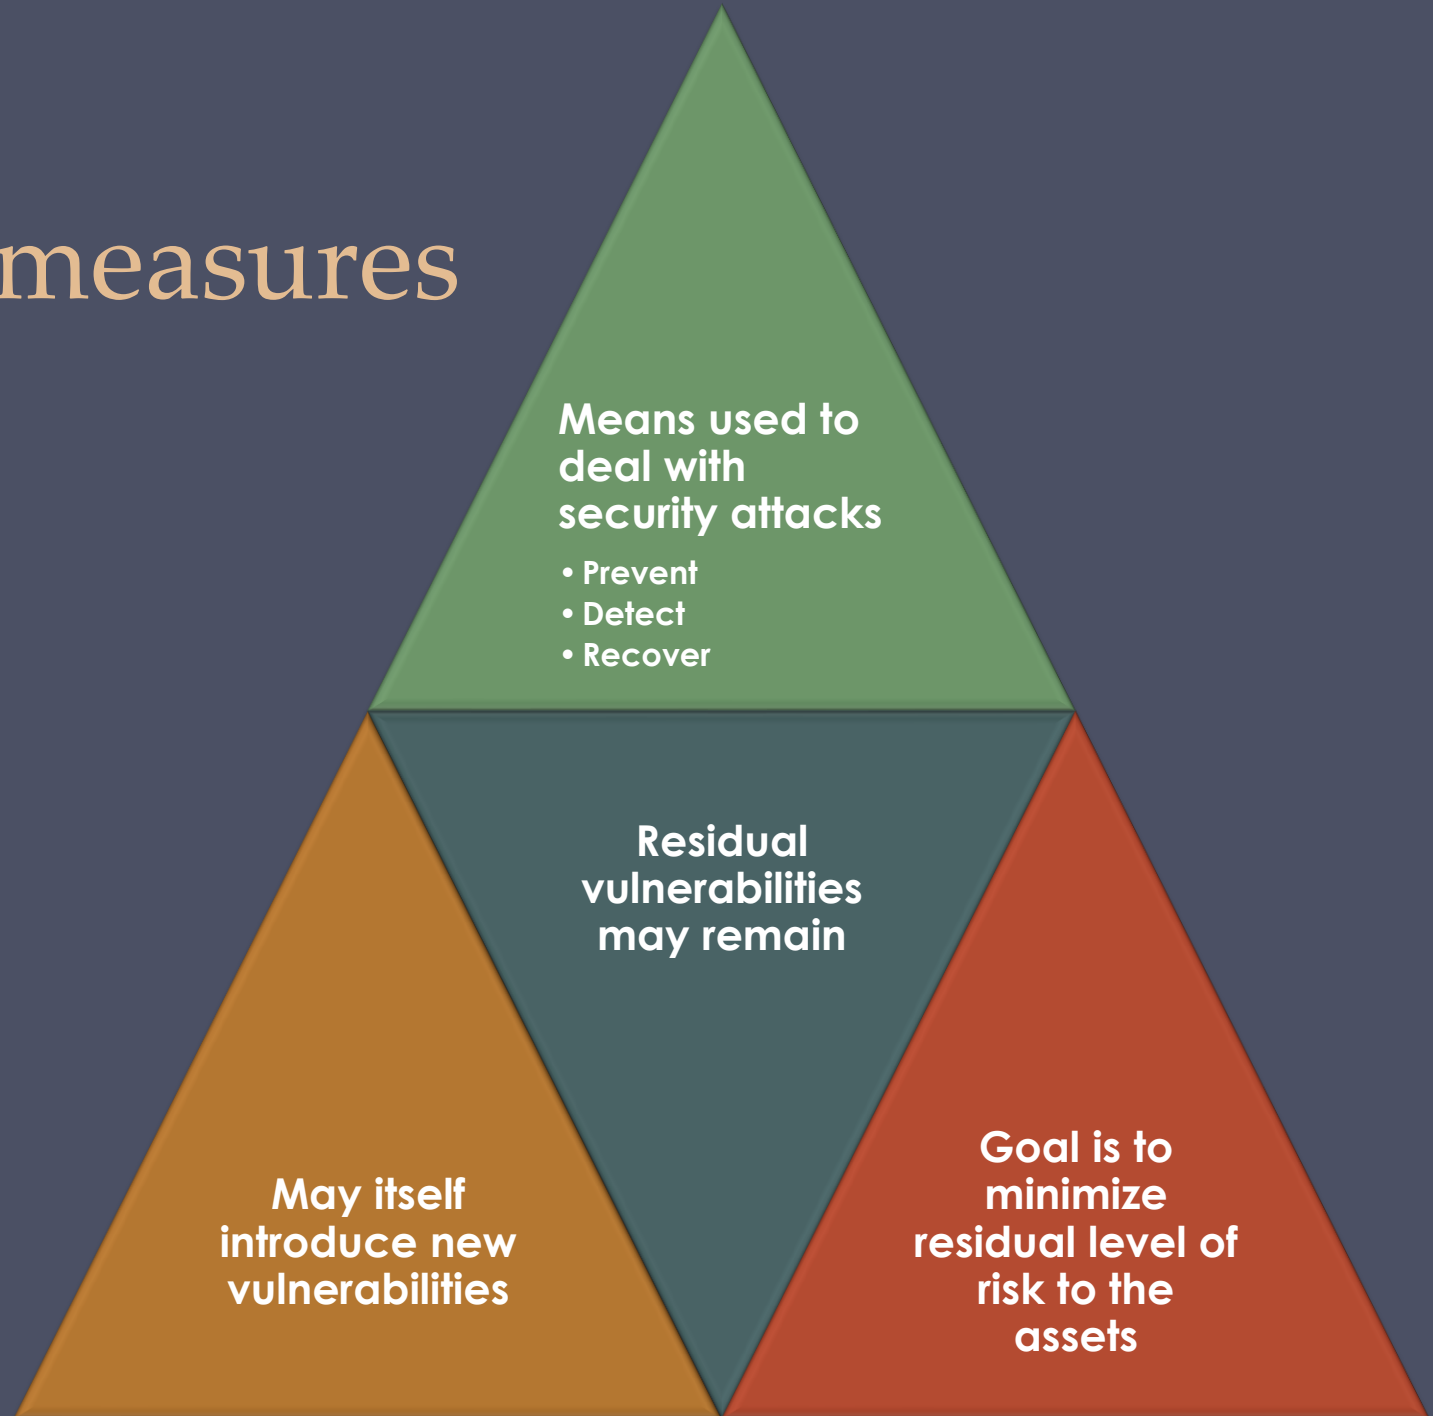 measures
Means used to
deal with
security attacks
• Prevent
• Detect
• Recover
Residual
vulnerabilities
may remain
May itself
introduce new
vulnerabilities
Goal is to
minimize
residual level of
risk to the
assets